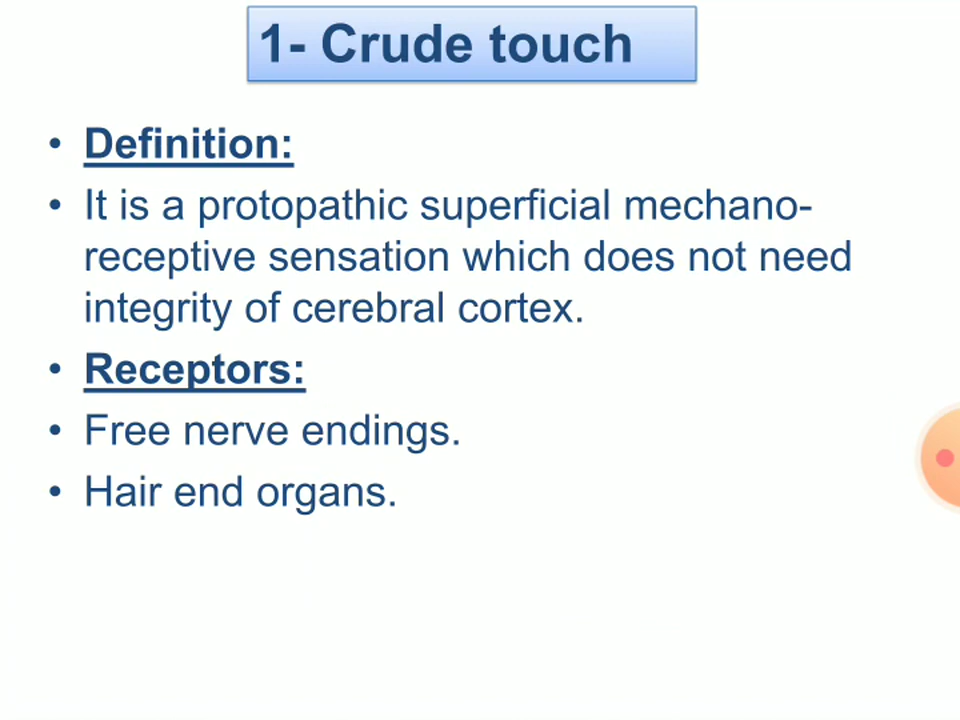 1- Crude touch
• Definition:
• It is a protopathic superficial mechano-
receptive sensation which does not need
integrity of cerebral cortex.
• Receptors:
• Free nerve endings.
• Hair end organs.